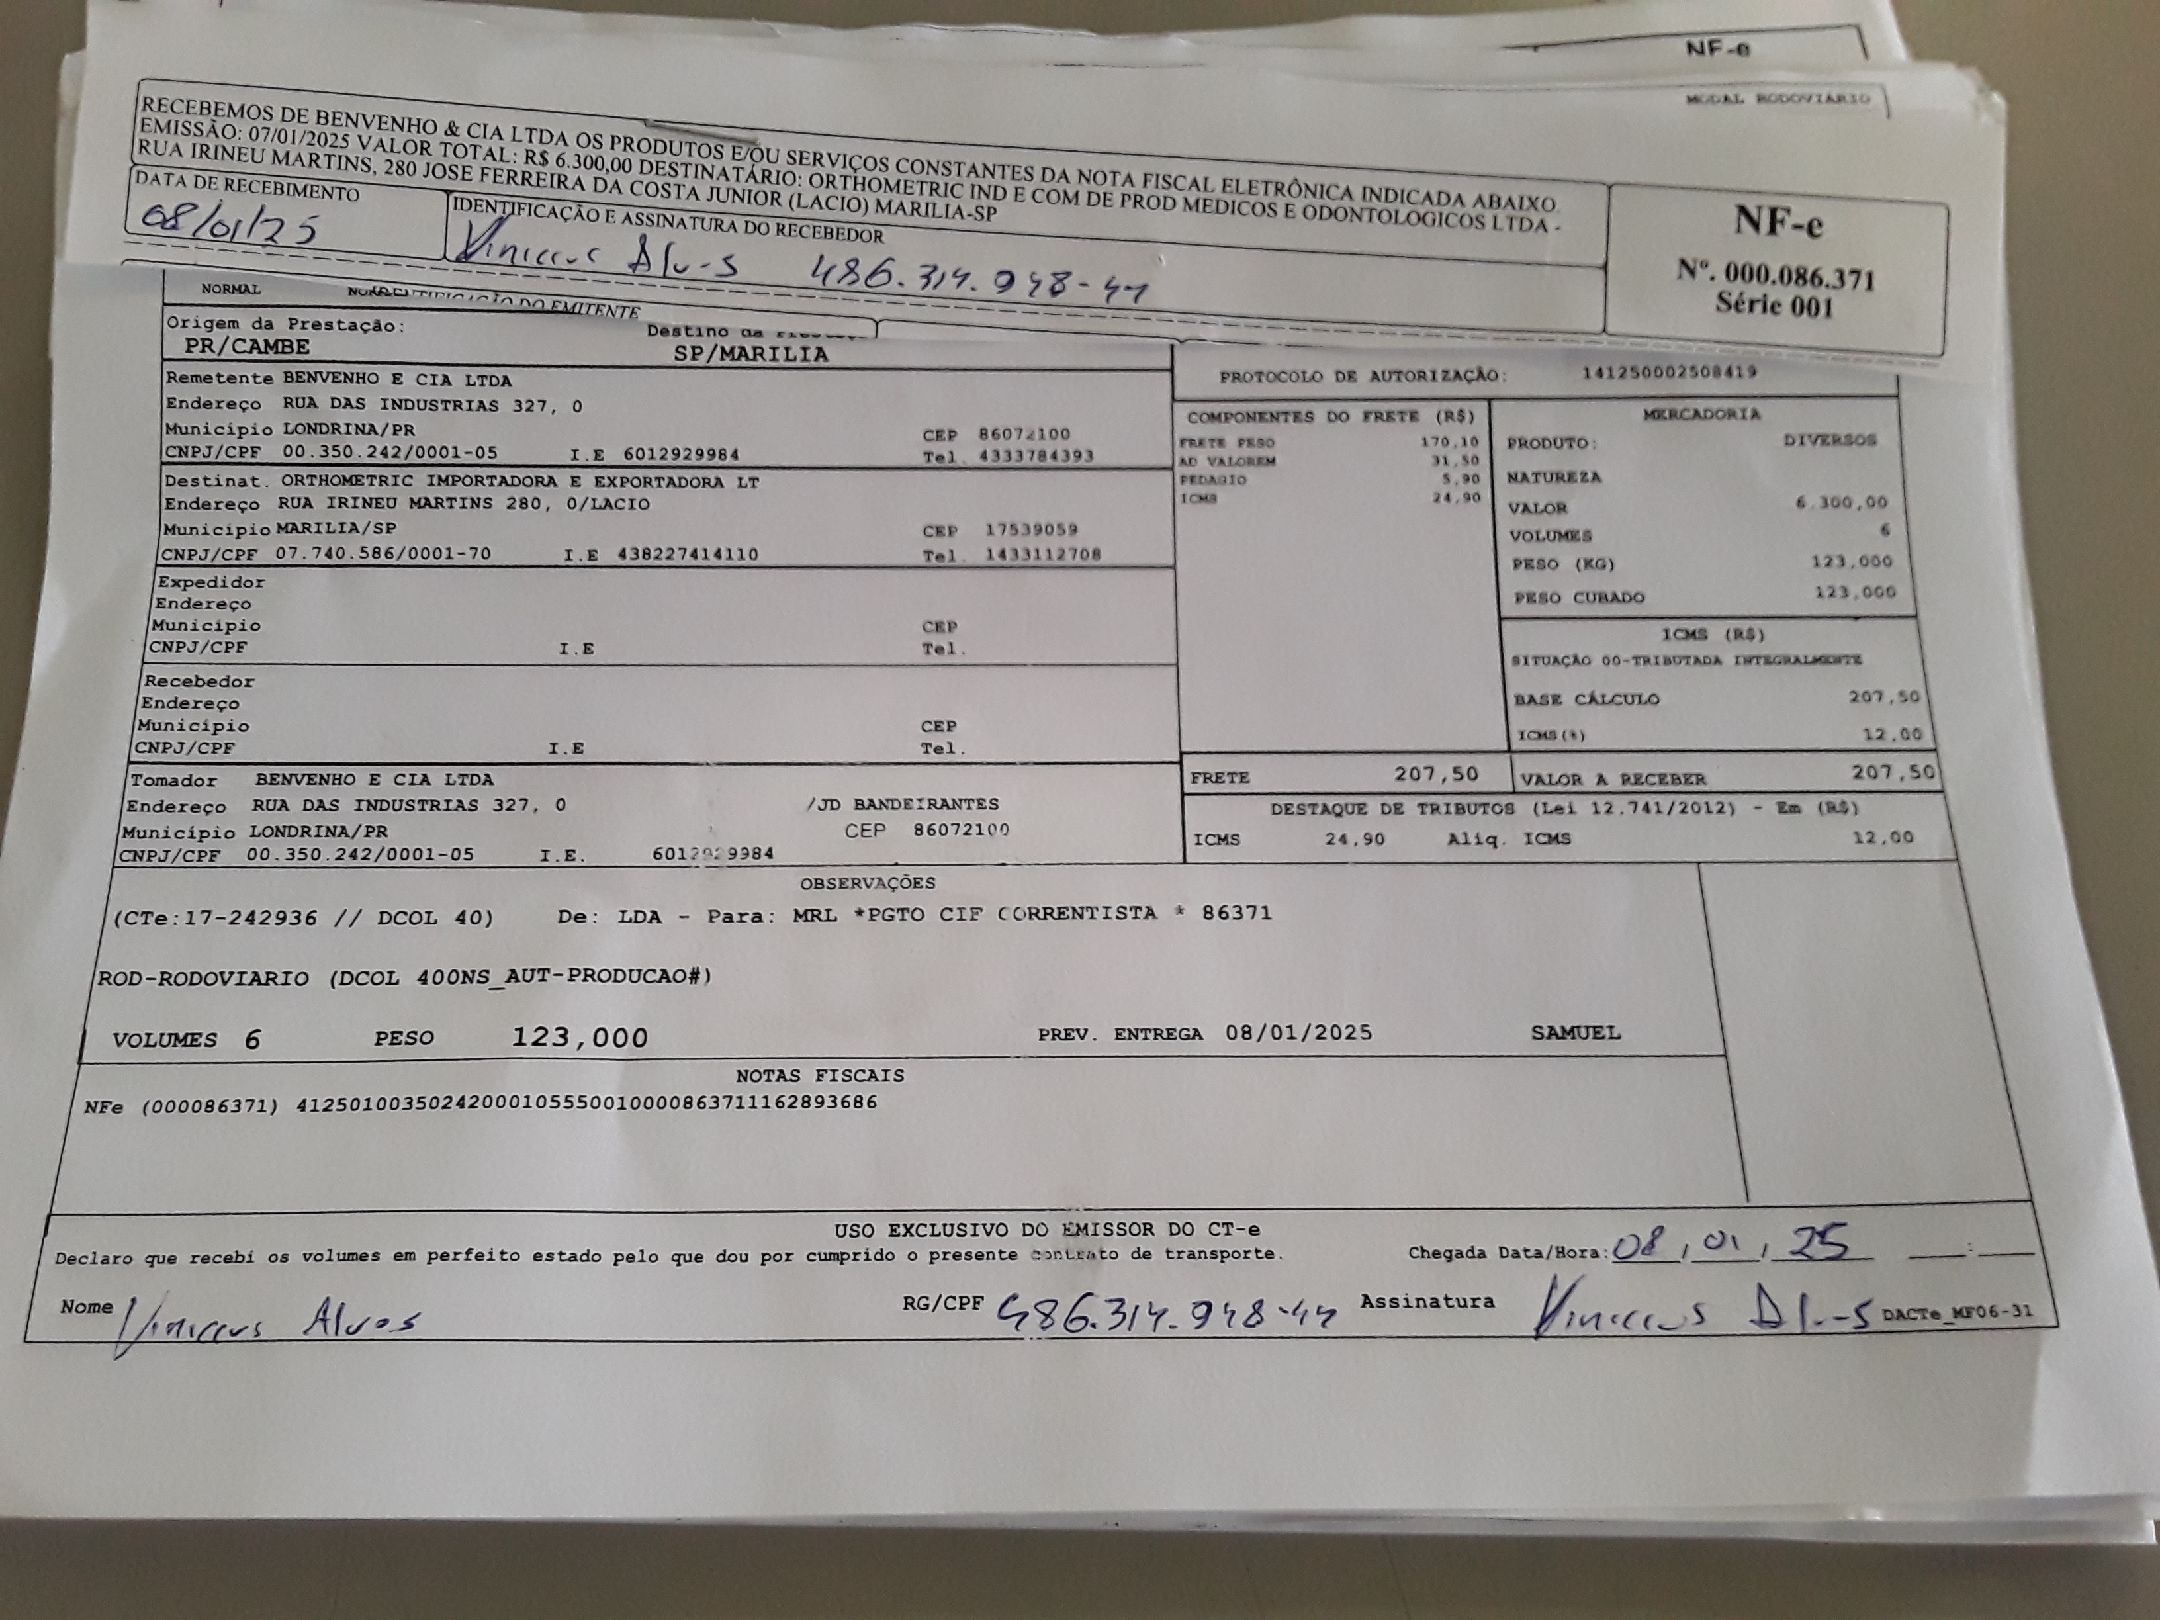 NF-e
MODAL RODOVIARIO
RECEBEMOS DE BENVENHO & CIA LTDA OS PRODUTOS E/OU SERVIÇOS CONSTANTES DA NOTA FISCAL ELETRÔNICA INDICADA ABAIXO.
EMISSÃO: 07/01/2025 VALOR TOTAL: R$ 6.300,00 DESTINATÁRIO: ORTHOMETRIC IND E COM DE PROD MEDICOS E ODONTOLOGICOS LTDA -
RUA IRINEU MARTINS, 280 JOSE FERREIRA DA COSTA JUNIOR (LACIO) MARILIA-SP
NF-e
Nº. 000.086.371
Série 001
DATA DE RECEBIMENTO
08/01/25
IDENTIFICAÇÃO E ASSINATURA DO RECEBEDOR
Vinicius Alves 486.314.948-44
NORMAL
DO EMITENTE
Origem da Prestação:
Destino da
PR/CAMBE
SP/MARILIA
Remetente BENVENHO E CIA LTDA
Endereço RUA DAS INDUSTRIAS 327, 0
Municipio LONDRINA/PR CEP 86072100
CNPJ/CPF 00.350.242/0001-05 I.E 6012929984 Tel. 4333784393
Destinat. ORTHOMETRIC IMPORTADORA E EXPORTADORA LT
Endereço RUA IRINEU MARTINS 280, 0/LACIO
Municipio MARILIA/SP CEP 17539059
CNPJ/CPF 07.740.586/0001-70 I.E 438227414110 Tel. 1433112708
Expedidor
Endereço
Municipio CEP
CNPJ/CPF I.E Tel.
Recebedor
Endereço
Municipio CEP
CNPJ/CPF I.E Tel.
Tomador BENVENHO E CIA LTDA
Endereço RUA DAS INDUSTRIAS 327, 0 /JD BANDEIRANTES
Município LONDRINA/PR CEP 86072100
CNPJ/CPF 00.350.242/0001-05 I.E. 6012929984
PROTOCOLO DE AUTORIZAÇÃO: 141250002508419
COMPONENTES DO FRETE (R$)
FRETE PESO 170,10
AD VALOREM 31,50
PEDAGIO 5,90
ICMS 24,90
MERCADORIA
PRODUTO: DIVERSOS
NATUREZA
VALOR 6.300,00
VOLUMES 6
PESO (KG) 123,000
PESO CUBADO 123,000
ICMS (R$)
SITUAÇÃO 00-TRIBUTADA INTEGRALMENTE
BASE CÁLCULO 207,50
ICMS(%) 12,00
FRETE 207,50
VALOR A RECEBER 207,50
DESTAQUE DE TRIBUTOS (Lei 12.741/2012) - Em (R$)
ICMS 24,90 Aliq. ICMS 12,00
OBSERVAÇÕES
(CTe:17-242936 // DCOL 40) De: LDA - Para: MRL *PGTO CIF CORRENTISTA * 86371
ROD-RODOVIARIO (DCOL 400NS_AUT-PRODUCAO#)
VOLUMES 6 PESO 123,000 PREV. ENTREGA 08/01/2025 SAMUEL
NOTAS FISCAIS
NFe (000086371) 41250100350242000105550010000863711162893686
USO EXCLUSIVO DO EMISSOR DO CT-e
Declaro que recebi os volumes em perfeito estado pelo que dou por cumprido o presente contrato de transporte.
Chegada Data/Hora: 08, 01, 25 :
Nome Vinicius Alves RG/CPF 486.314.948-44 Assinatura Vinicius Alves DACTe_MF06-31